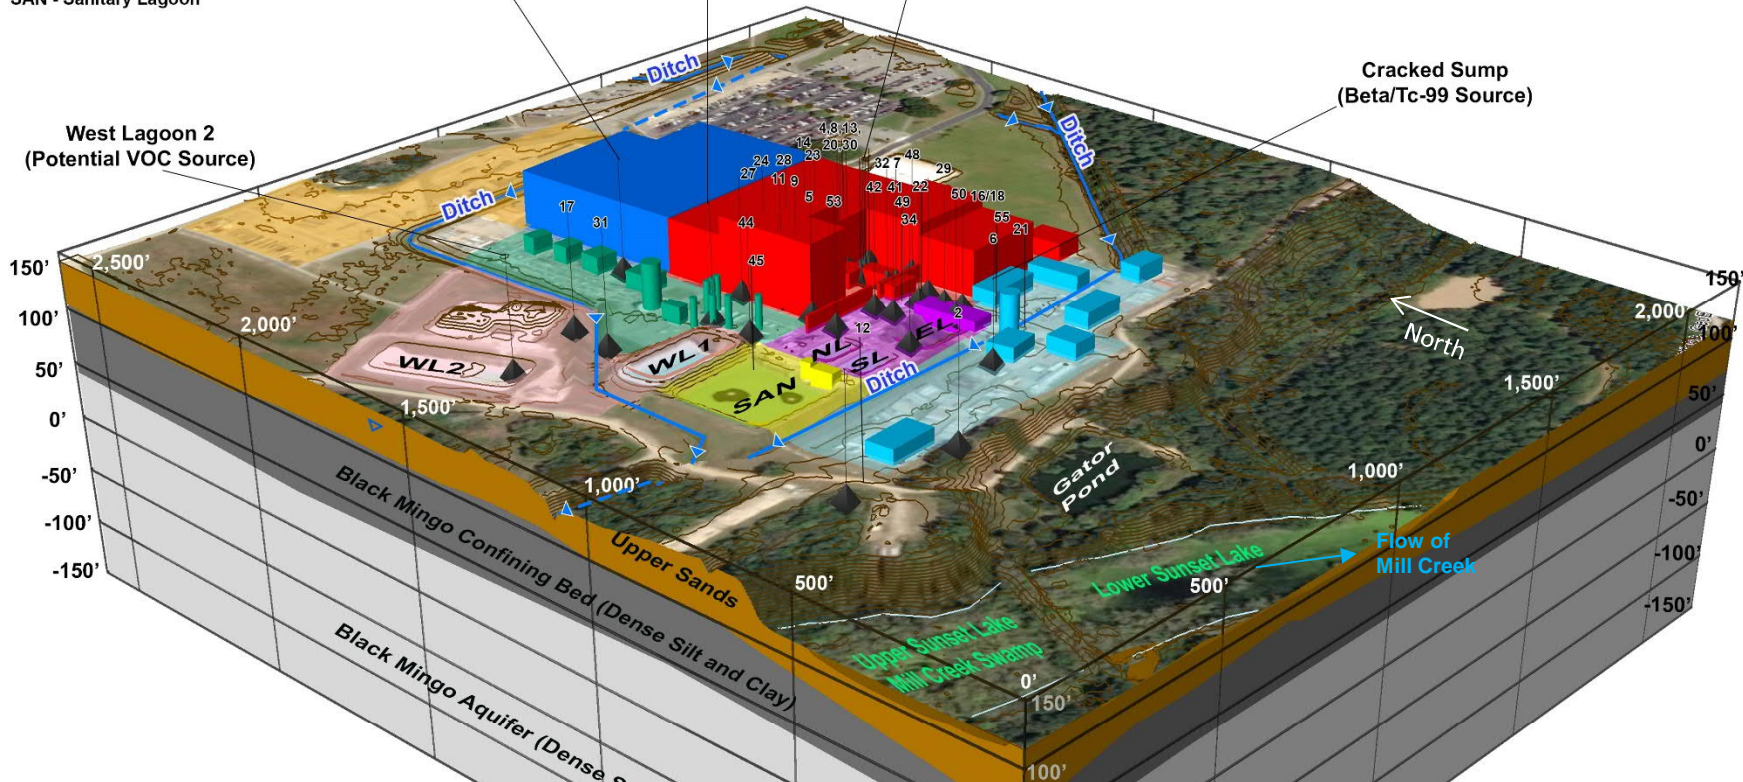 SAN - Sanitary Lagoon
Ditch
Cracked Sump
(Beta/Tc-99 Source)
West Lagoon 2
(Potential VOC Source)
Ditch
4,8,13,
20,30
14
23
24
28
27
11
9
5
53
32
7
48
29
42
41
22
49
34
50
16/18
55
21
6
Ditch
17
31
44
45
150'
2,500'
2,000'
150'
100'
2,000'
100'
50'
50'
0'
0'
-50'
-50'
-100'
-100'
-150'
-150'
North
WL2
WL1
SAN
NL
SL
EL
12
2
Ditch
1,500'
1,500'
1,000'
1,000'
Gator
Pond
Black Mingo Confining Bed (Dense Silt and Clay)
Upper Sands
500'
500'
Lower Sunset Lake
Flow of
Mill Creek
Upper Sunset Lake
Mill Creek Swamp
0'
150'
100'
Black Mingo Aquifer (Dense